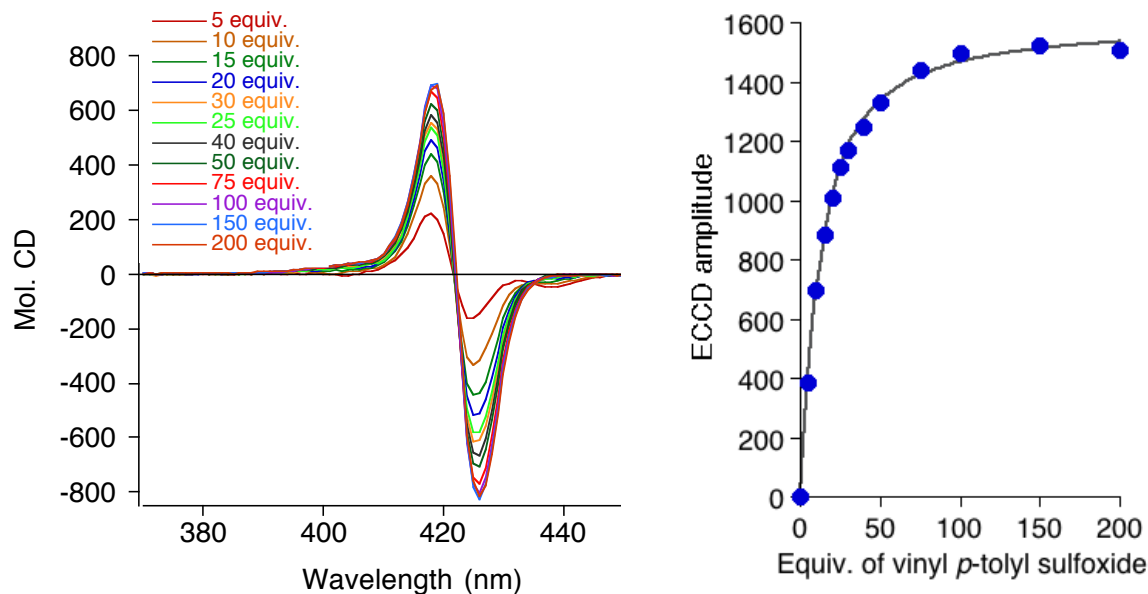 5 equiv.
10 equiv.
15 equiv.
20 equiv.
30 equiv.
25 equiv.
40 equiv.
50 equiv.
75 equiv.
100 equiv.
150 equiv.
200 equiv.
800
600
400
200
0
-200
-400
-600
-800
Mol. CD
380
400
420
440
Wavelength (nm)
1600
1400
1200
1000
800
600
400
200
0
ECCD amplitude
0
50
100
150
200
Equiv. of vinyl p-tolyl sulfoxide